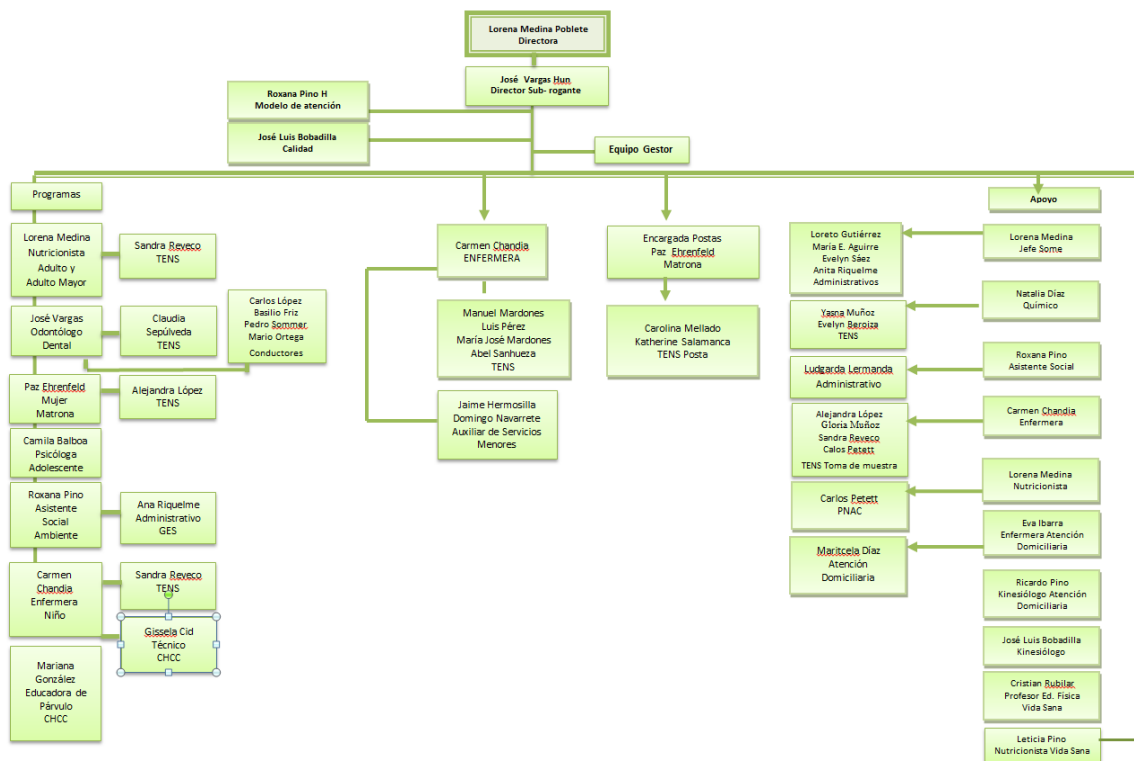 Lorena Medina Poblete
Directora
José Vargas Hun
Director Sub- rogante
Roxana Pino H
Modelo de atención
José Luis Bobadilla
Calidad
Equipo Gestor
Programas
Lorena Medina
Nutricionista
Adulto y
Adulto Mayor
Sandra Reveco
TENS
José Vargas
Odontólogo
Dental
Claudia
Sepúlveda
TENS
Carlos López
Basilio Friz
Pedro Sommer
Mario Ortega
Conductores
Paz Ehrenfeld
Mujer
Matrona
Alejandra López
TENS
Camila Balboa
Psicóloga
Adolescente
Roxana Pino
Asistente
Social
Ambiente
Ana Riquelme
Administrativo
GES
Carmen
Chandia
Enfermera
Niño
Sandra Reveco
TENS
Gissela Cid
Técnico
CHCC
Mariana
González
Educadora de
Párvulo
CHCC
Carmen Chandia
ENFERMERA
Manuel Mardones
Luis Pérez
María José Mardones
Abel Sanhueza
TENS
Jaime Hermosilla
Domingo Navarrete
Auxiliar de Servicios
Menores
Encargada Postas
Paz Ehrenfeld
Matrona
Carolina Mellado
Katherine Salamanca
TENS Posta
Apoyo
Loreto Gutiérrez
María E. Aguirre
Evelyn Sáez
Anita Riquelme
Administrativos
Lorena Medina
Jefe Some
Yasna Muñoz
Evelyn Beroiza
TENS
Natalia Díaz
Quimico
Ludgarda Lermanda
Administrativo
Roxana Pino
Asistente Social
Alejandra López
Gloria Muñoz
Sandra Reveco
Calos Petett
TENS Toma de muestra
Carmen Chandia
Enfermera
Carlos Petett
PNAC
Lorena Medina
Nutricionista
Maritcela Díaz
Atención
Domiciliaria
Eva Ibarra
Enfermera Atención
Domiciliaria
Ricardo Pino
Kinesiólogo Atención
Domiciliaria
José Luis Bobadilla
Kinesiólogo
Cristian Rubilar
Profesor Ed. Física
Vida Sana
Leticia Pino
Nutricionista Vida Sana